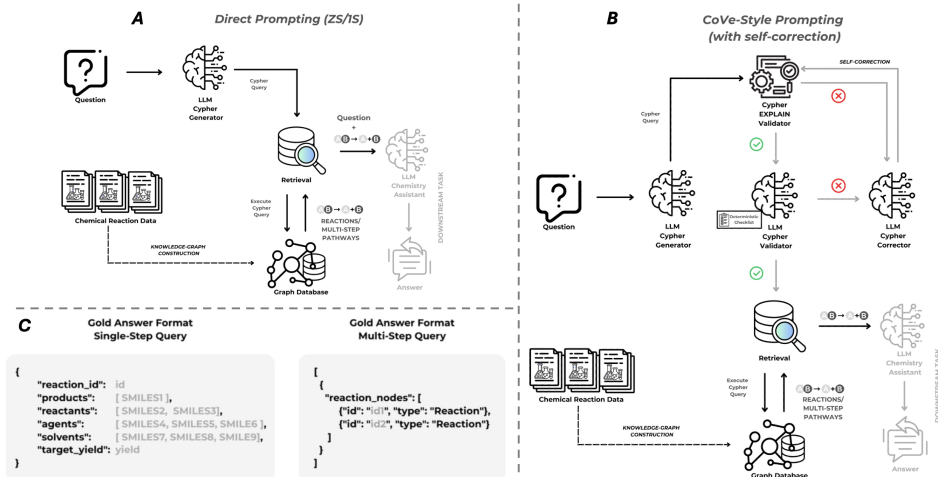 A
Direct Prompting (ZS/1S)
Question
LLM
Cypher
Generator
Cypher
Query
Retrieval
Question
+
A B → A + B
LLM
Chemistry
Assistant
DOWNSTREAM TASK
Answer
Chemical Reaction Data
KNOWLEDGE-GRAPH
CONSTRUCTION
Execute
Cypher
Query
A B → A + B
REACTIONS/
MULTI-STEP
PATHWAYS
Graph Database
B
CoVe-Style Prompting
(with self-correction)
SELF-CORRECTION
Cypher
EXPLAIN
Validator
Cypher
Query
Question
LLM
Cypher
Generator
Deterministic
Checklist
LLM
Cypher
Validator
LLM
Cypher
Corrector
Retrieval
A B → A + B
LLM
Chemistry
Assistant
DOWNSTREAM TASK
Answer
Chemical Reaction Data
KNOWLEDGE-GRAPH
CONSTRUCTION
Execute
Cypher
Query
A B → A + B
REACTIONS/
MULTI-STEP
PATHWAYS
Graph Database
C
Gold Answer Format
Single-Step Query
{
"reaction_id": id
"products": [ SMILES1 ],
"reactants": [ SMILES2, SMILES3],
"agents": [ SMILES4, SMILES5, SMILE6 ],
"solvents": [SMILES7, SMILES8, SMILE9],
"target_yield": yield
}
Gold Answer Format
Multi-Step Query
[
{
"reaction_nodes": [
{"id": "id1", "type": "Reaction"},
{"id": "id2", "type": "Reaction"}
]
}
]